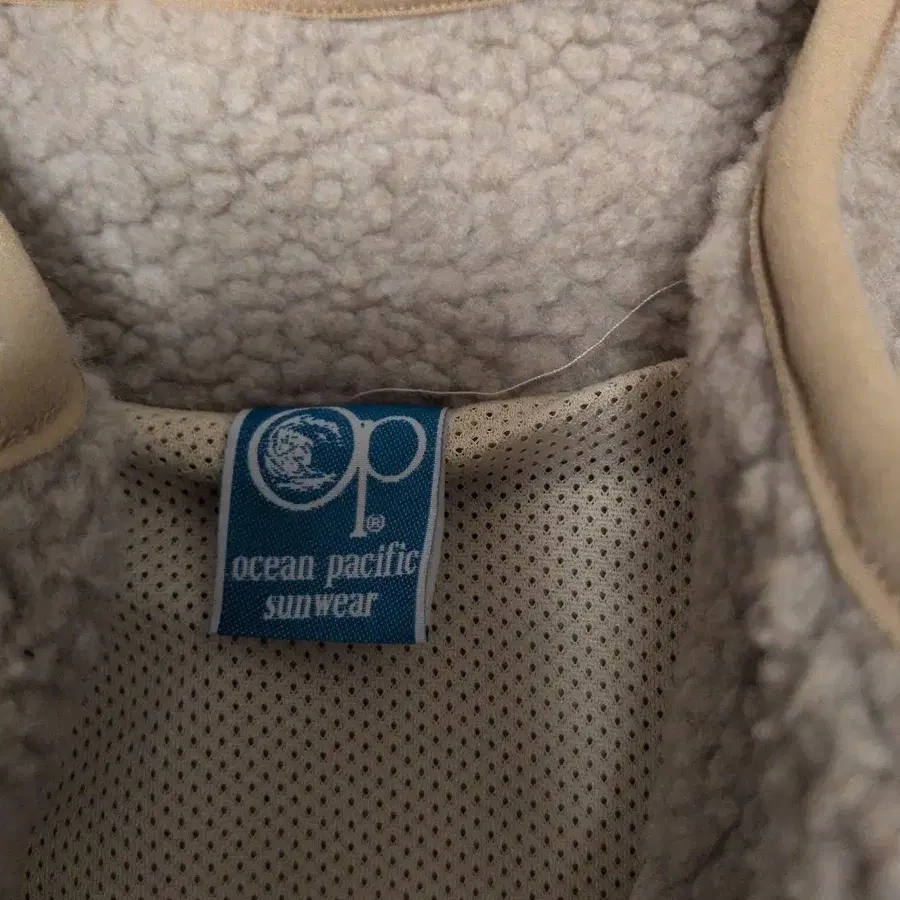 Op®
ocean pacific
sunwear